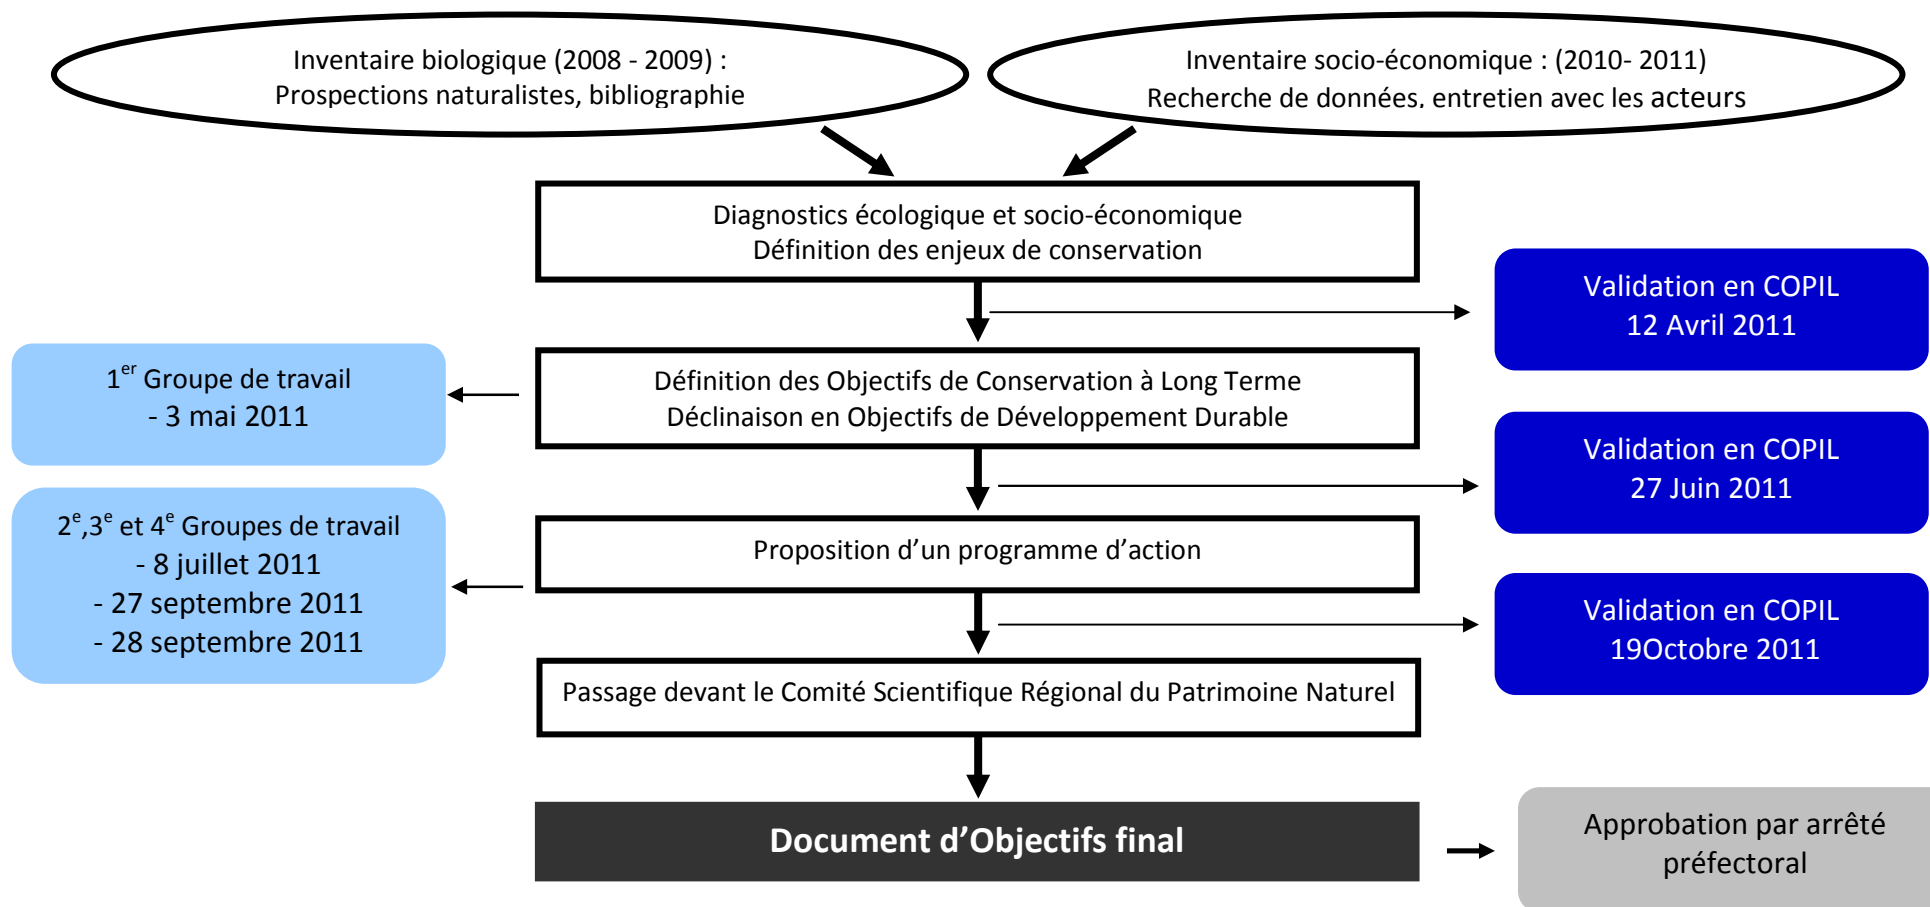 Inventaire biologique (2008 - 2009) :
Prospections naturalistes, bibliographie
Inventaire socio-économique : (2010- 2011)
Recherche de données, entretien avec les acteurs
Diagnostics écologique et socio-économique
Définition des enjeux de conservation
Validation en COPIL
12 Avril 2011
1er Groupe de travail
- 3 mai 2011
Définition des Objectifs de Conservation à Long Terme
Déclinaison en Objectifs de Développement Durable
Validation en COPIL
27 Juin 2011
2e,3e et 4e Groupes de travail
- 8 juillet 2011
- 27 septembre 2011
- 28 septembre 2011
Proposition d’un programme d’action
Validation en COPIL
19Octobre 2011
Passage devant le Comité Scientifique Régional du Patrimoine Naturel
Document d’Objectifs final
Approbation par arrêté
préfectoral